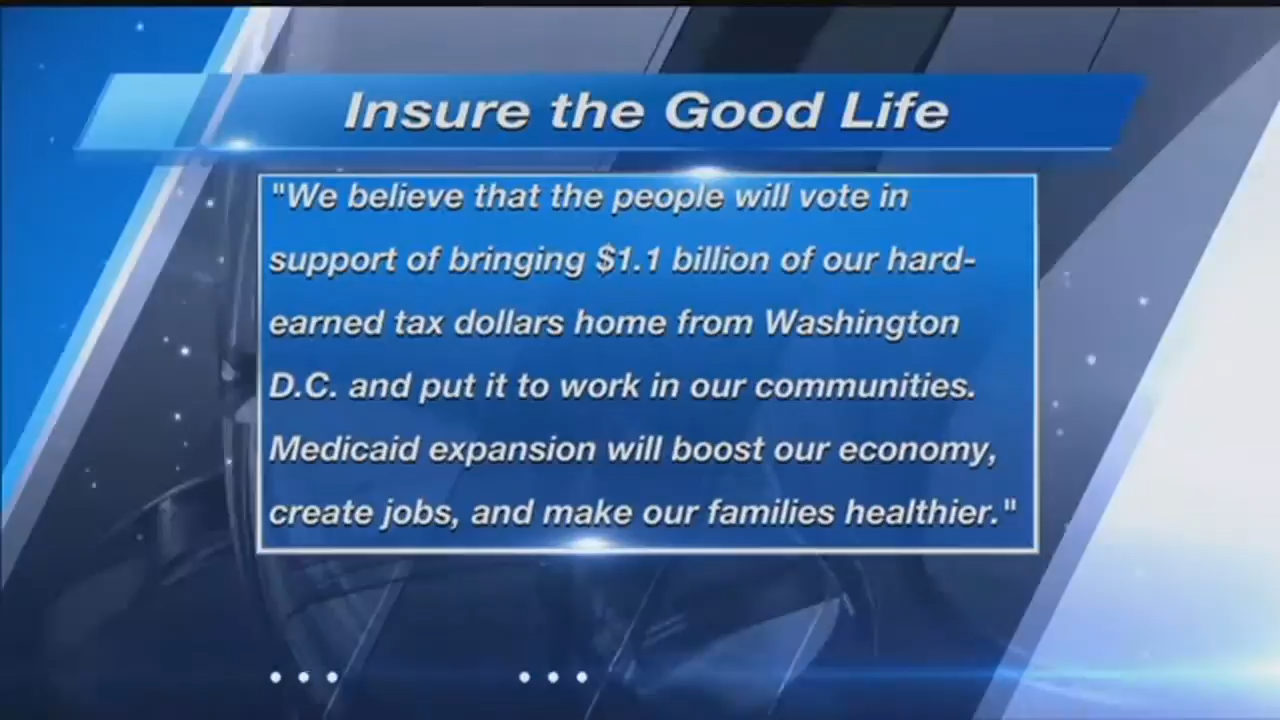 Insure the Good Life
"We believe that the people will vote in
support of bringing $1.1 billion of our hard-
earned tax dollars home from Washington
D.C. and put it to work in our communities.
Medicaid expansion will boost our economy,
create jobs, and make our families healthier."